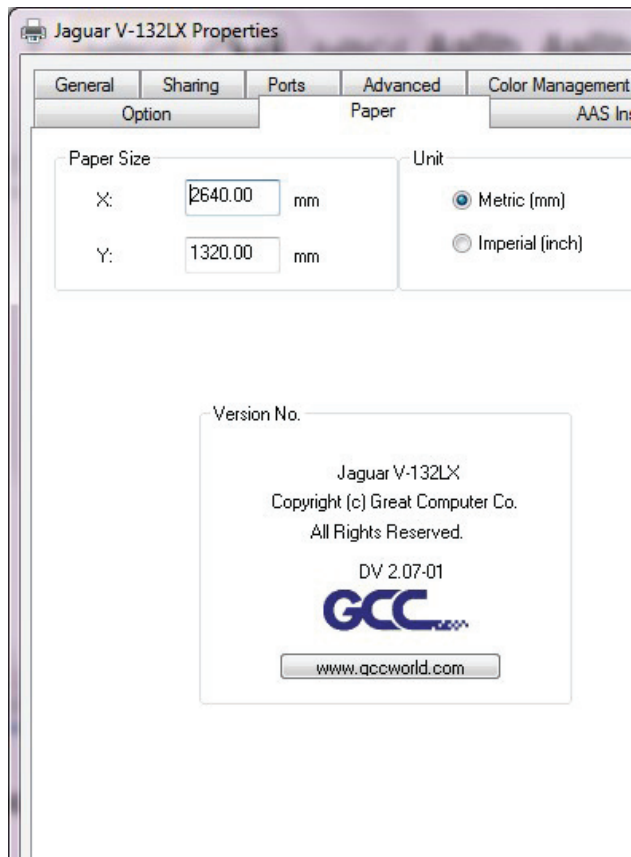 Jaguar V-132LX Properties
General Sharing Ports Advanced Color Management
Option Paper AAS Ins
Paper Size Unit
X: 2640.00 mm Metric (mm)
Y: 1320.00 mm Imperial (inch)
Version No.
Jaguar V-132LX
Copyright (c) Great Computer Co.
All Rights Reserved.
DV 2.07-01
GCC
www.gccworld.com